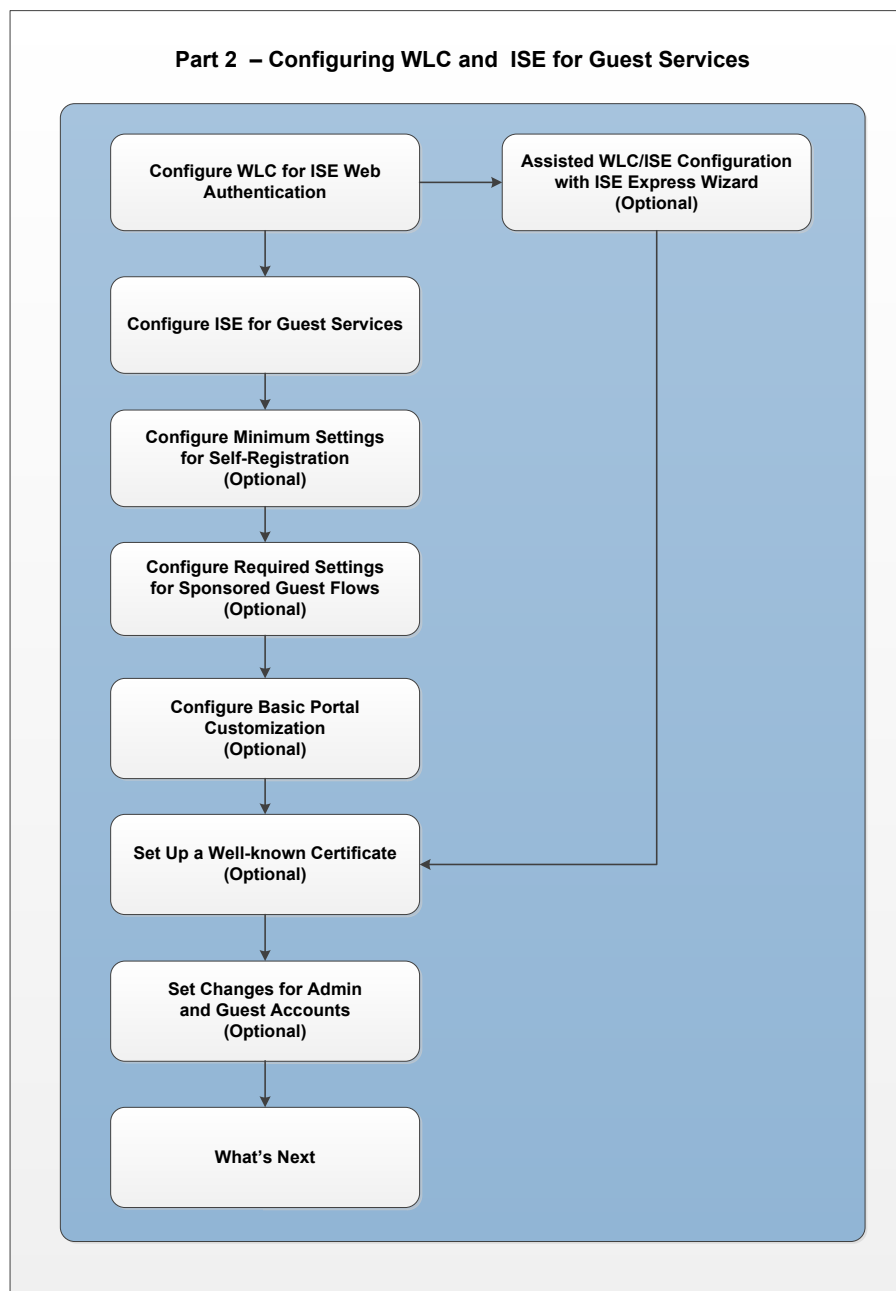 Part 2 – Configuring WLC and ISE for Guest Services
Configure WLC for ISE Web
Authentication
Assisted WLC/ISE Configuration
with ISE Express Wizard
(Optional)
Configure ISE for Guest Services
Configure Minimum Settings
for Self-Registration
(Optional)
Configure Required Settings
for Sponsored Guest Flows
(Optional)
Configure Basic Portal
Customization
(Optional)
Set Up a Well-known Certificate
(Optional)
Set Changes for Admin
and Guest Accounts
(Optional)
What’s Next